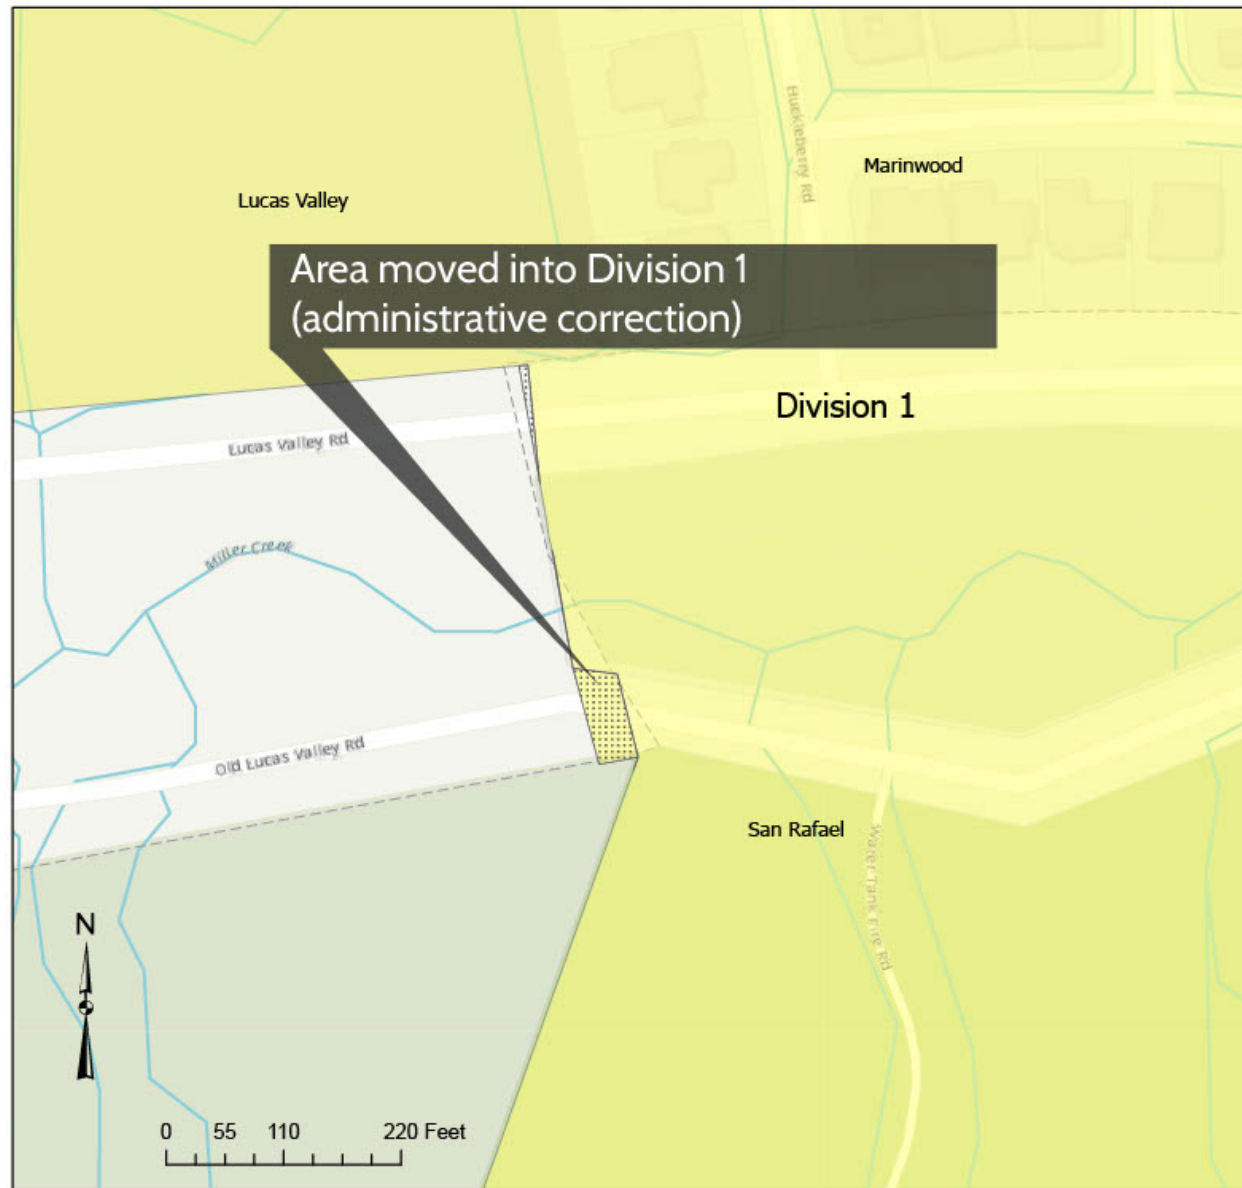 Huckleberry Rd
Marinwood
Lucas Valley
Area moved into Division 1
(administrative correction)
Division 1
Lucas Valley Rd
Miller Creek
Old Lucas Valley Rd
San Rafael
Water Tank Fire Rd
N
0 55 110 220 Feet